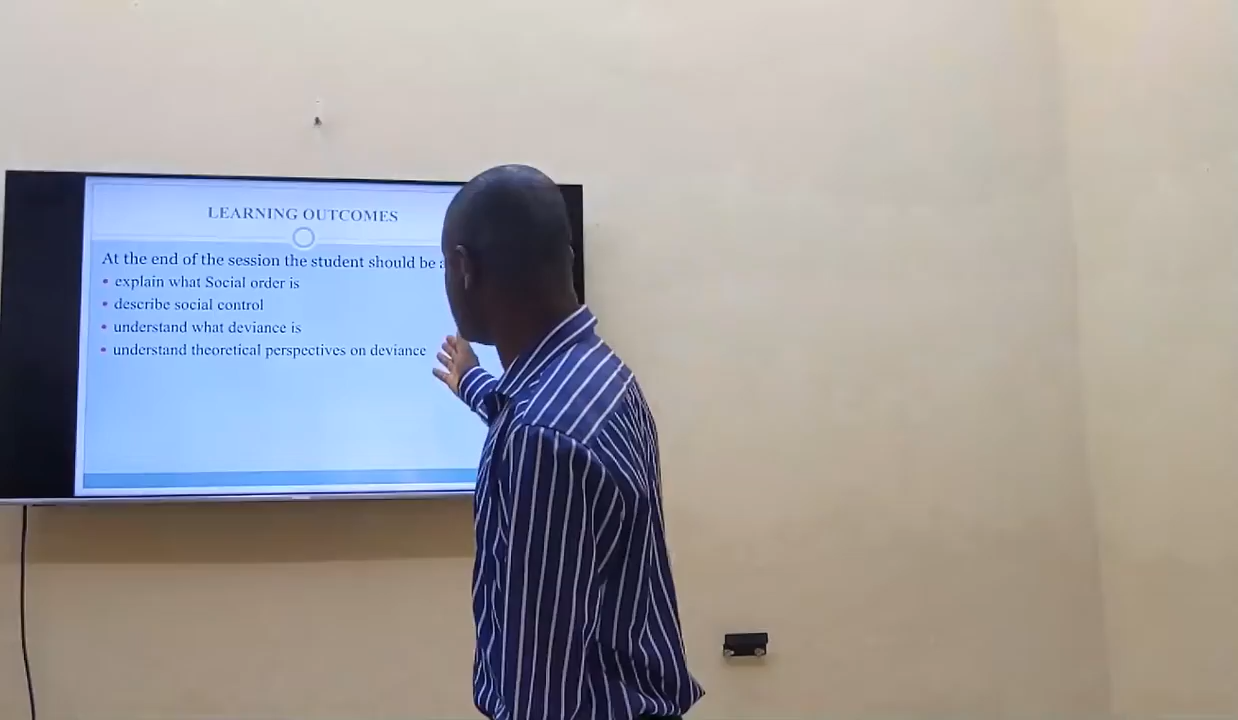 LEARNING OUTCOMES
At the end of the session the student should be
explain what Social order is
describe social control
understand what deviance is
understand theoretical perspectives on deviance